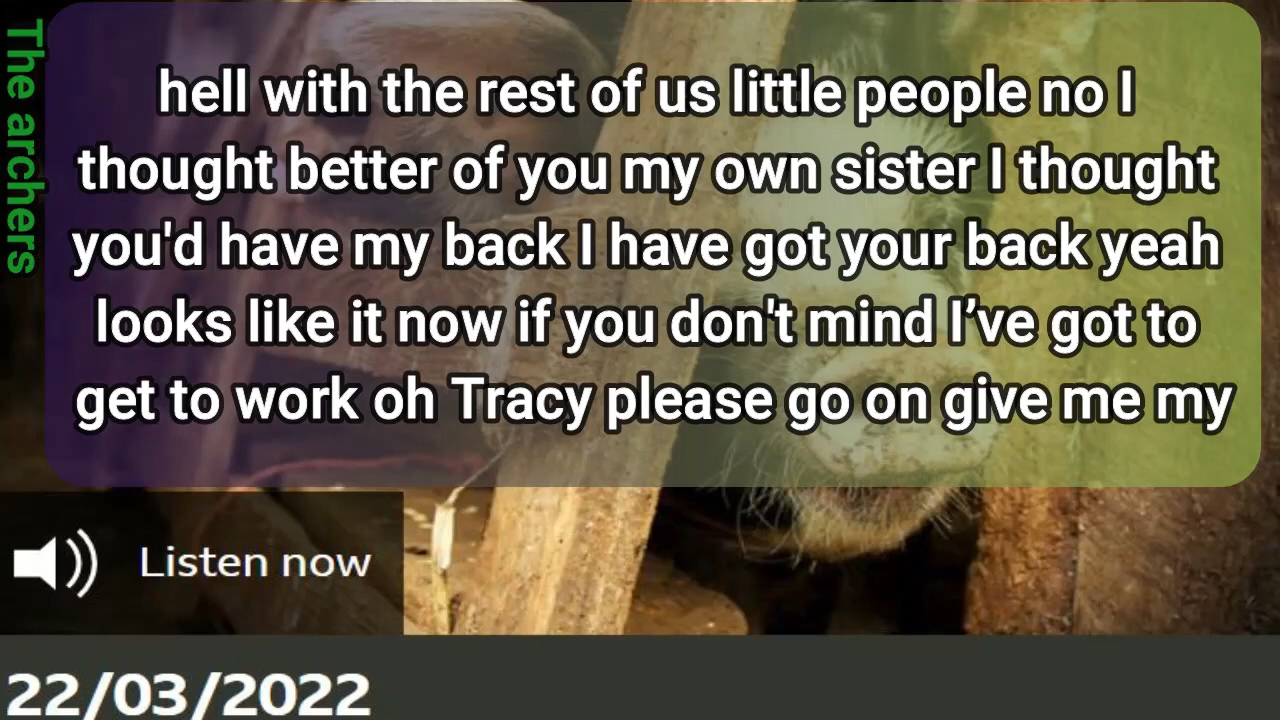 The archers
hell with the rest of us little people no I
thought better of you my own sister I thought
you'd have my back I have got your back yeah
looks like it now if you don't mind I’ve got to
get to work oh Tracy please go on give me my
Listen now
22/03/2022